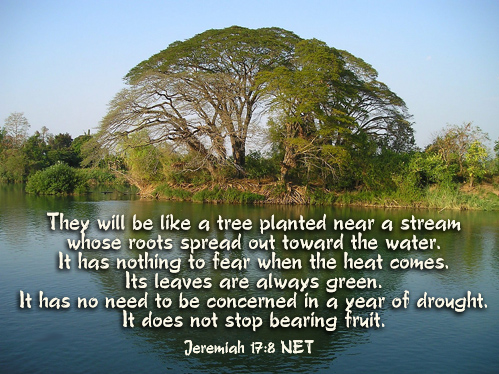 They will be like a tree planted near a stream
whose roots spread out toward the water.
It has nothing to fear when the heat comes.
Its leaves are always green.
It has no need to be concerned in a year of drought.
It does not stop bearing fruit.
Jeremiah 17:8 NET